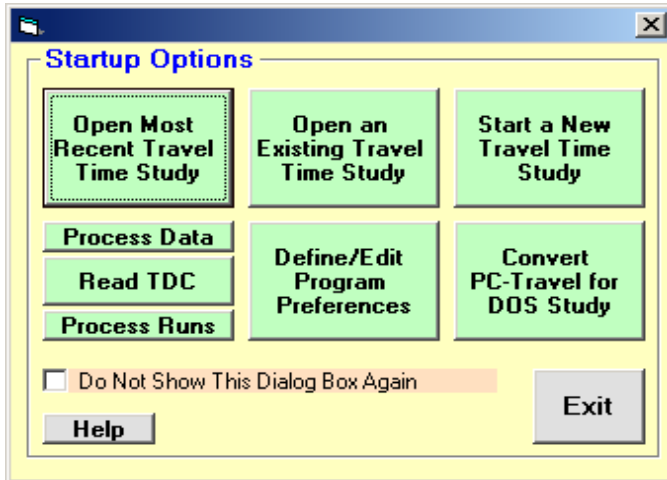 Startup Options
Open Most
Recent Travel
Time Study
Open an
Existing Travel
Time Study
Start a New
Travel Time
Study
Process Data
Read TDC
Process Runs
Define/Edit
Program
Preferences
Convert
PC-Travel for
DOS Study
Do Not Show This Dialog Box Again
Help
Exit